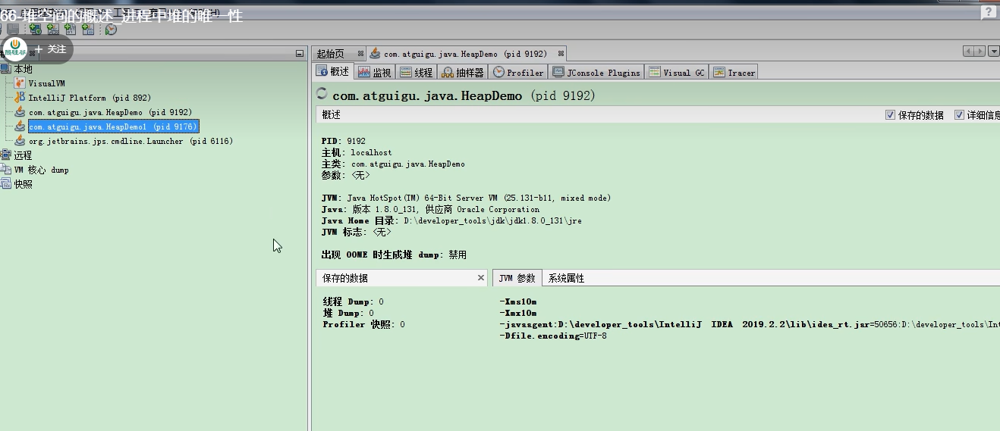 66-堆空间的概述_进程中堆的唯一性
尚硅谷
+ 关注
本地
VisualVM
IntelliJ Platform (pid 892)
com.atguigu.java.HeapDemo (pid 9192)
com.atguigu.java.HeapDemo1 (pid 9176)
org.jetbrains.jps.cmdline.Launcher (pid 6116)
远程
VM 核心 dump
快照
起始页 com.atguigu.java.HeapDemo (pid 9192)
概述 监视 线程 抽样器 Profiler JConsole Plugins Visual GC Tracer
com.atguigu.java.HeapDemo (pid 9192)
概述 保存的数据 详细信息
PID: 9192
主机: localhost
主类: com.atguigu.java.HeapDemo
参数: <无>
JVM: Java HotSpot(TM) 64-Bit Server VM (25.131-b11, mixed mode)
Java: 版本 1.8.0_131, 供应商 Oracle Corporation
Java Home 目录: D:\developer_tools\jdk\jdk1.8.0_131\jre
JVM 标志: <无>
出现 OOME 时生成堆 dump: 禁用
保存的数据
JVM 参数 系统属性
线程 Dump: 0
堆 Dump: 0
Profiler 快照: 0
-Xms10m
-Xmx10m
-javaagent:D:\developer_tools\IntelliJ IDEA 2019.2.2\lib\idea_rt.jar=50656:D:\developer_tools\Int
-Dfile.encoding=UTF-8